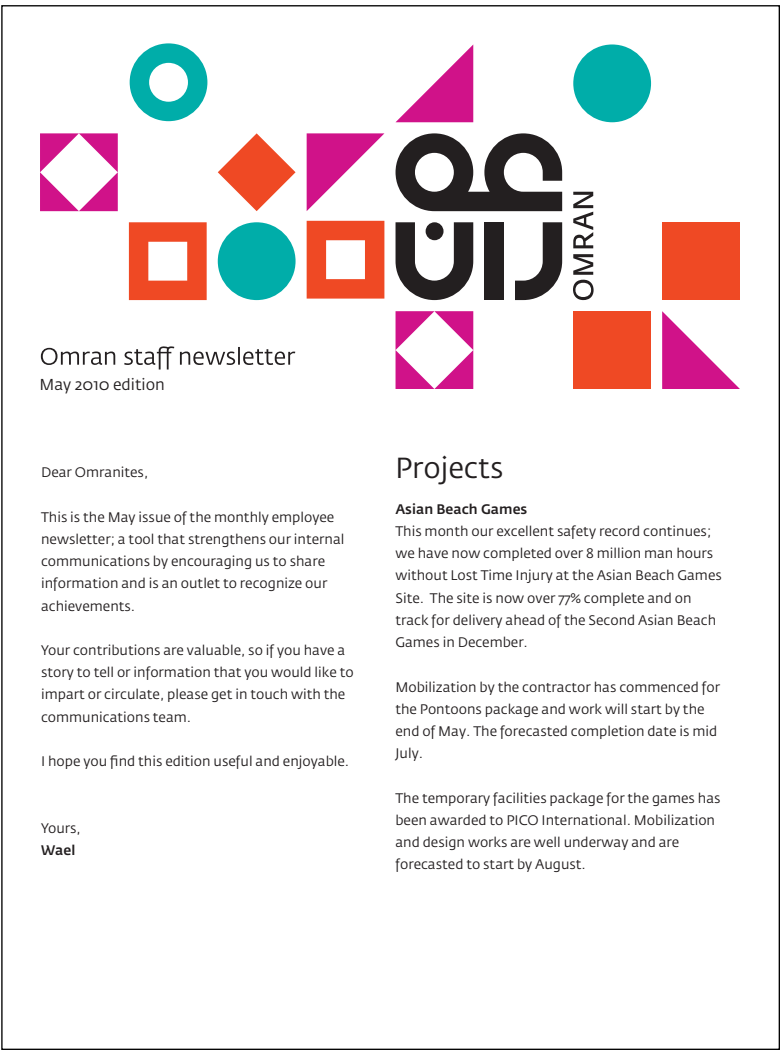 عمران
OMRAN
Omran staff newsletter
May 2010 edition
Dear Omranites,
This is the May issue of the monthly employee
newsletter; a tool that strengthens our internal
communications by encouraging us to share
information and is an outlet to recognize our
achievements.
Your contributions are valuable, so if you have a
story to tell or information that you would like to
impart or circulate, please get in touch with the
communications team.
I hope you find this edition useful and enjoyable.
Yours,
Wael
Projects
Asian Beach Games
This month our excellent safety record continues;
we have now completed over 8 million man hours
without Lost Time Injury at the Asian Beach Games
Site.  The site is now over 77% complete and on
track for delivery ahead of the Second Asian Beach
Games in December.
Mobilization by the contractor has commenced for
the Pontoons package and work will start by the
end of May. The forecasted completion date is mid
July.
The temporary facilities package for the games has
been awarded to PICO International. Mobilization
and design works are well underway and are
forecasted to start by August.